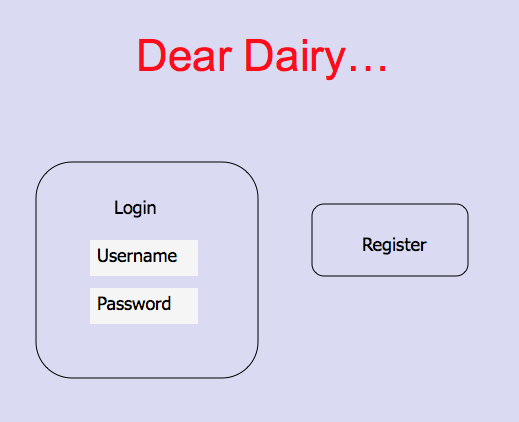 Dear Dairy...
Login
Username
Password
Register